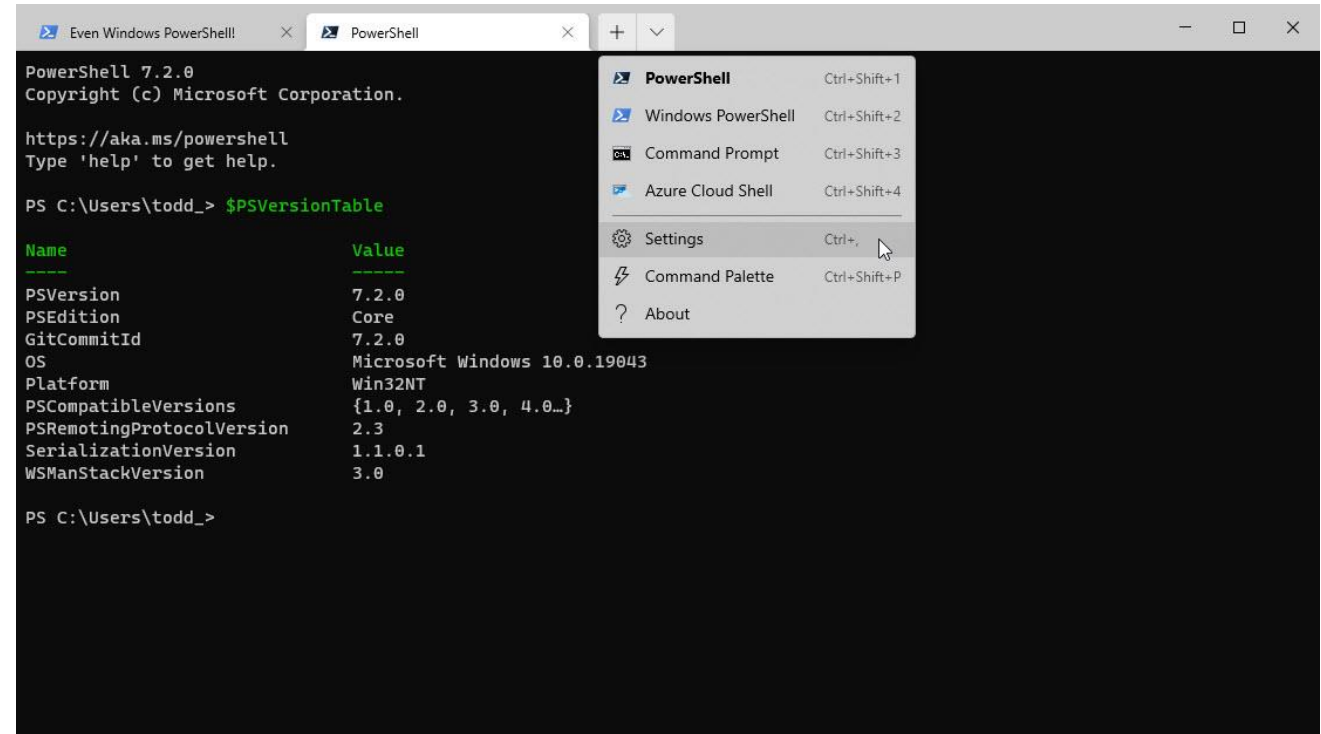 Even Windows PowerShell!
PowerShell
PowerShell 7.2.0
Copyright (c) Microsoft Corporation.
https://aka.ms/powershell
Type 'help' to get help.
PS C:\Users\todd_> $PSVersionTable
Name Value
---- -----
PSVersion 7.2.0
PSEdition Core
GitCommitId 7.2.0
OS Microsoft Windows 10.0.19043
Platform Win32NT
PSCompatibleVersions {1.0, 2.0, 3.0, 4.0…}
PSRemotingProtocolVersion 2.3
SerializationVersion 1.1.0.1
WSManStackVersion 3.0
PS C:\Users\todd_>
PowerShell Ctrl+Shift+1
Windows PowerShell Ctrl+Shift+2
Command Prompt Ctrl+Shift+3
Azure Cloud Shell Ctrl+Shift+4
Settings Ctrl+,
Command Palette Ctrl+Shift+P
? About